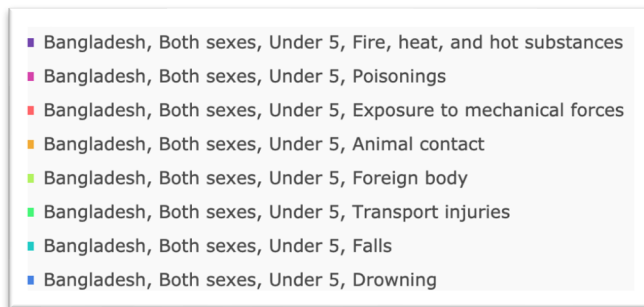 Bangladesh, Both sexes, Under 5, Fire, heat, and hot substances
Bangladesh, Both sexes, Under 5, Poisonings
Bangladesh, Both sexes, Under 5, Exposure to mechanical forces
Bangladesh, Both sexes, Under 5, Animal contact
Bangladesh, Both sexes, Under 5, Foreign body
Bangladesh, Both sexes, Under 5, Transport injuries
Bangladesh, Both sexes, Under 5, Falls
Bangladesh, Both sexes, Under 5, Drowning